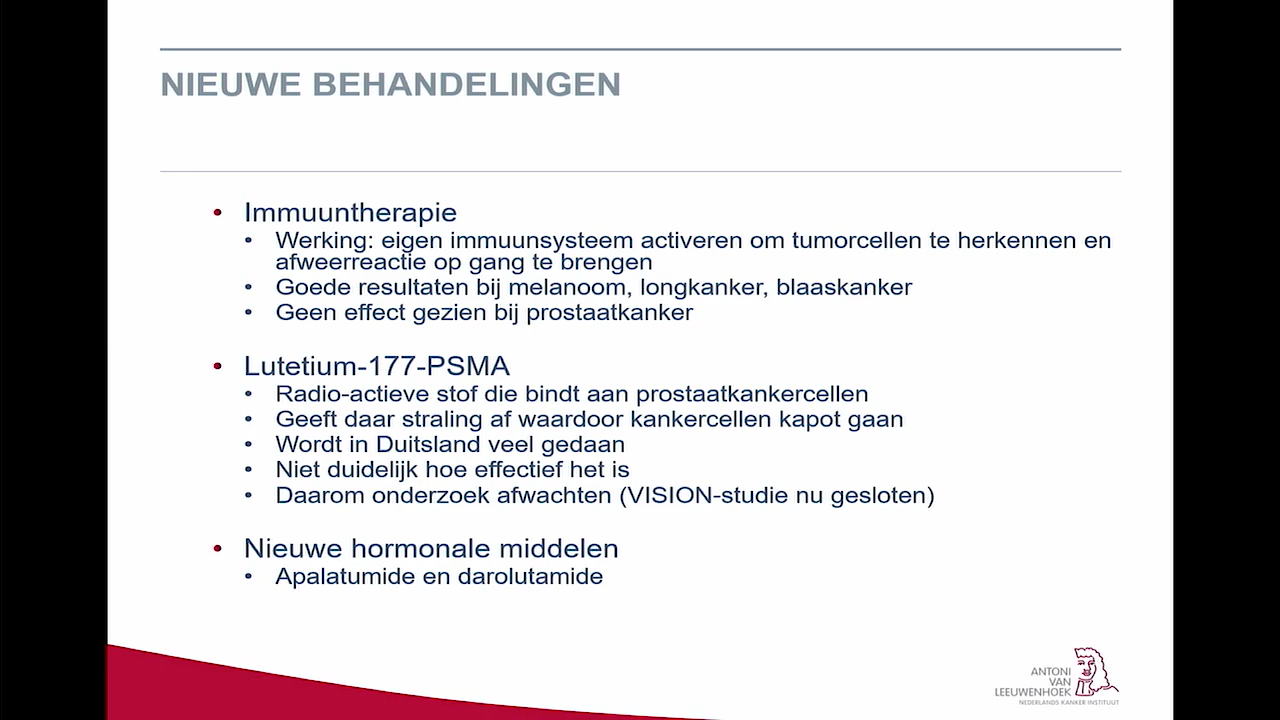 NIEUWE BEHANDELINGEN
• Immuuntherapie
• Werking: eigen immuunsysteem activeren om tumorcellen te herkennen en
afweerreactie op gang te brengen
• Goede resultaten bij melanoom, longkanker, blaaskanker
• Geen effect gezien bij prostaatkanker
• Lutetium-177-PSMA
• Radio-actieve stof die bindt aan prostaatkankercellen
• Geeft daar straling af waardoor kankercellen kapot gaan
• Wordt in Duitsland veel gedaan
• Niet duidelijk hoe effectief het is
• Daarom onderzoek afwachten (VISION-studie nu gesloten)
• Nieuwe hormonale middelen
• Apalatumide en darolutamide
ANTONI
VAN
LEEUWENHOEK
NEDERLANDS KANKER INSTITUUT